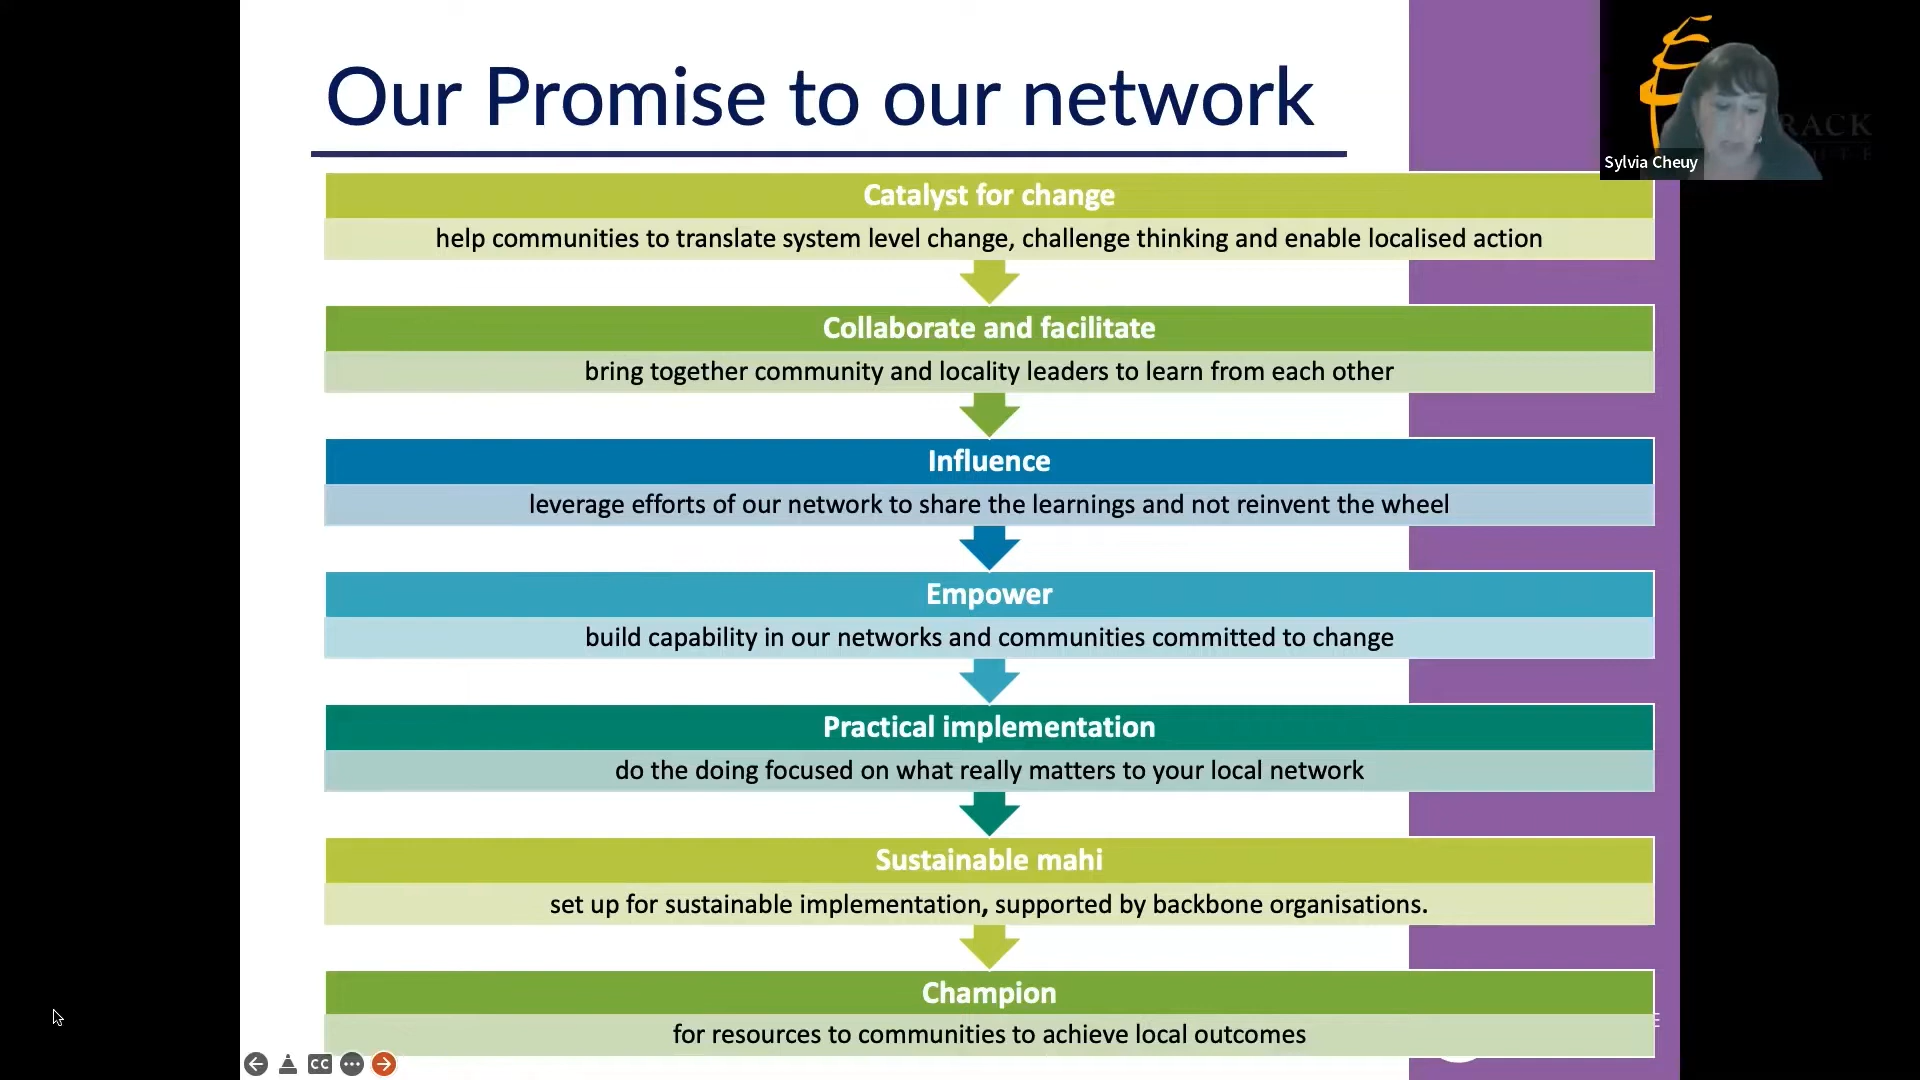 Our Promise to our network
RACK
Sylvia Cheuy
Catalyst for change
help communities to translate system level change, challenge thinking and enable localised action
Collaborate and facilitate
bring together community and locality leaders to learn from each other
Influence
leverage efforts of our network to share the learnings and not reinvent the wheel
Empower
build capability in our networks and communities committed to change
Practical implementation
do the doing focused on what really matters to your local network
Sustainable mahi
set up for sustainable implementation, supported by backbone organisations.
Champion
for resources to communities to achieve local outcomes
CC